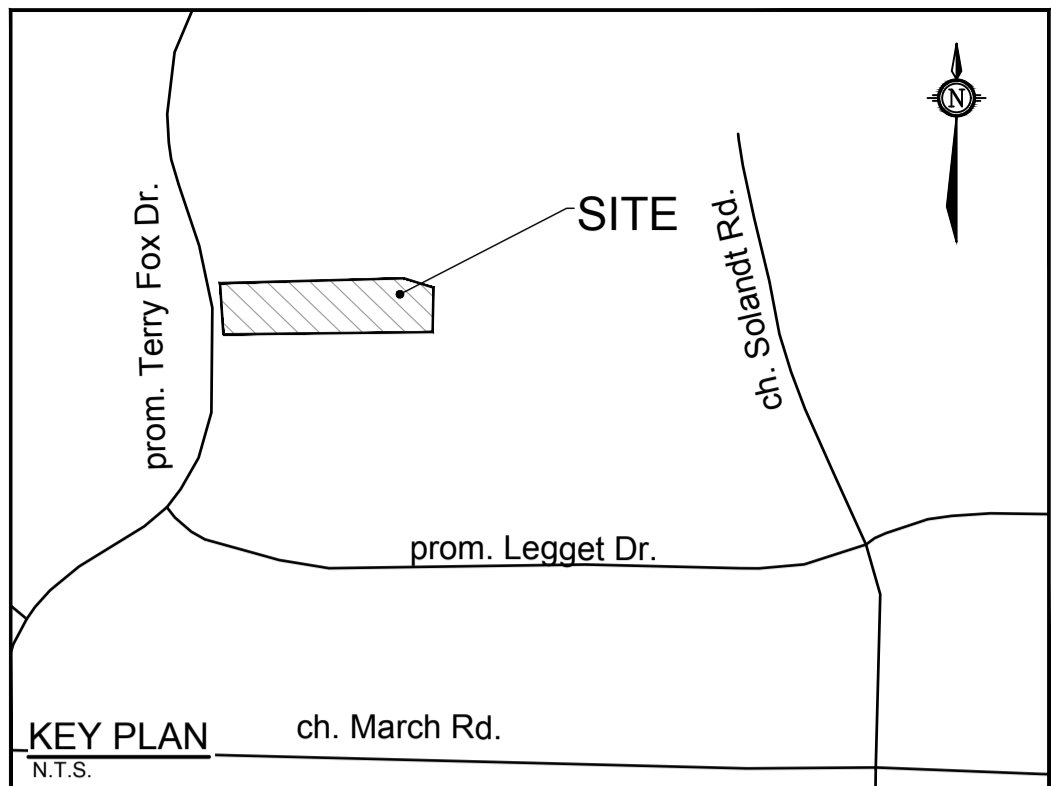 N
SITE
prom. Terry Fox Dr.
ch. Solandt Rd.
prom. Legget Dr.
ch. March Rd.
KEY PLAN
N.T.S.